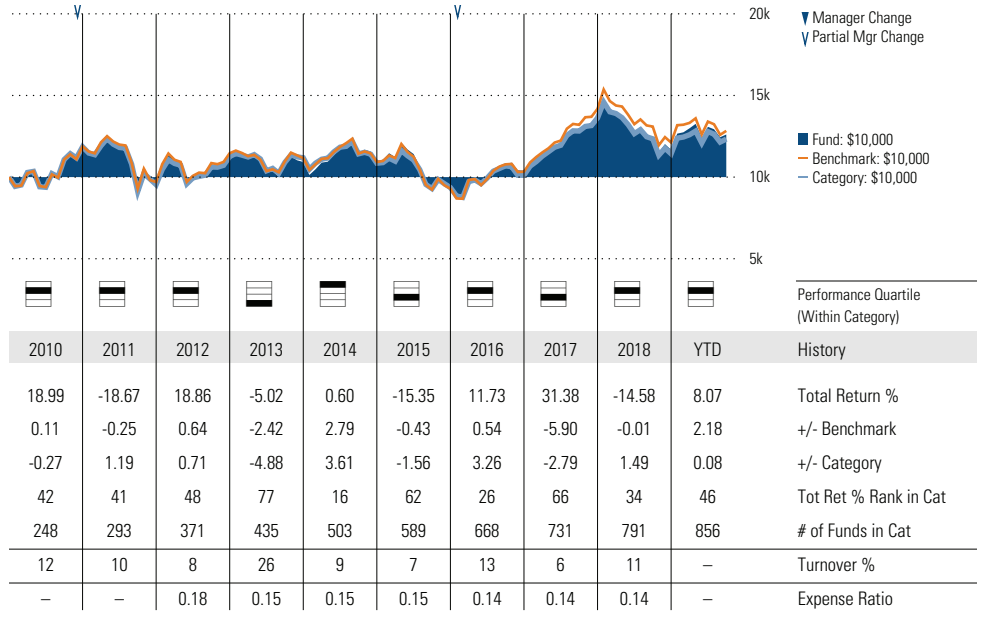 20k
15k
10k
5k
Manager Change
Partial Mgr Change
Fund: $10,000
Benchmark: $10,000
Category: $10,000
Performance Quartile
(Within Category)
2010 2011 2012 2013 2014 2015 2016 2017 2018 YTD History
18.99 -18.67 18.86 -5.02 0.60 -15.35 11.73 31.38 -14.58 8.07 Total Return %
0.11 -0.25 0.64 -2.42 2.79 -0.43 0.54 -5.90 -0.01 2.18 +/- Benchmark
-0.27 1.19 0.71 -4.88 3.61 -1.56 3.26 -2.79 1.49 0.08 +/- Category
42 41 48 77 16 62 26 66 34 46 Tot Ret % Rank in Cat
248 293 371 435 503 589 668 731 791 856 # of Funds in Cat
12 10 8 26 9 7 13 6 11 – Turnover %
– – 0.18 0.15 0.15 0.15 0.14 0.14 0.14 – Expense Ratio